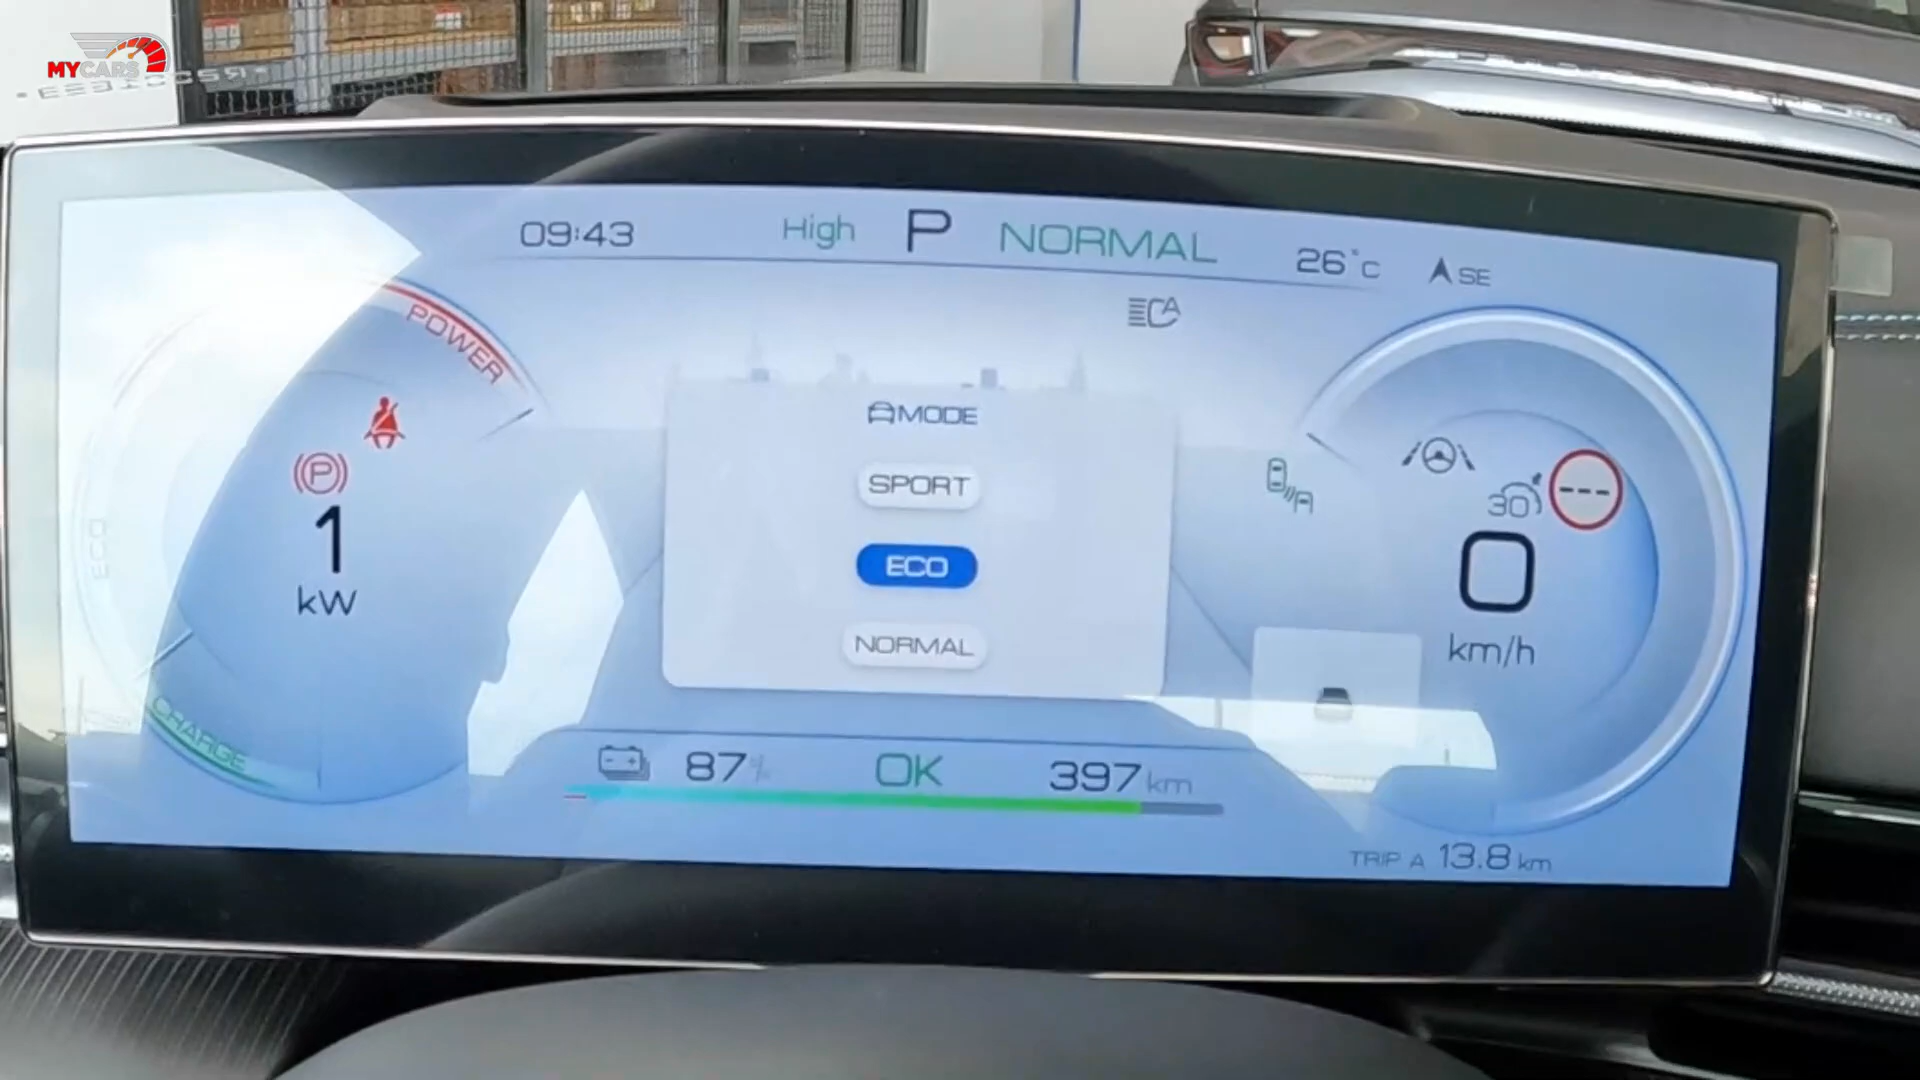 MYCARS
09:43
High
P
NORMAL
26°C
SE
POWER
MODE
SPORT
ECO
NORMAL
ECO
P
1
kW
A
30
---
0
km/h
CHARGE
87%
OK
397 km
TRIP A 13.8 km